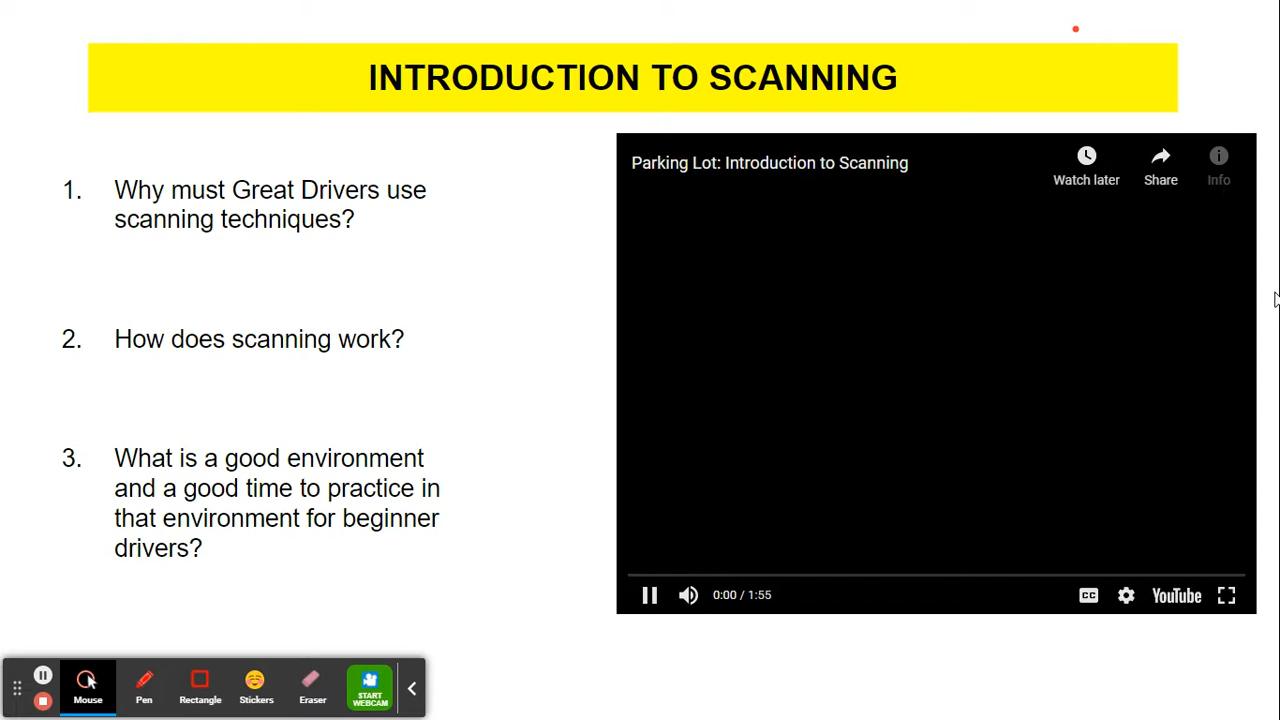 INTRODUCTION TO SCANNING
1. Why must Great Drivers use
scanning techniques?
2. How does scanning work?
3. What is a good environment
and a good time to practice in
that environment for beginner
drivers?
Parking Lot: Introduction to Scanning
Watch later
Share
Info
0:00 / 1:55
CC
YouTube
Mouse
Pen
Rectangle
Stickers
Eraser
START
WEBCAM